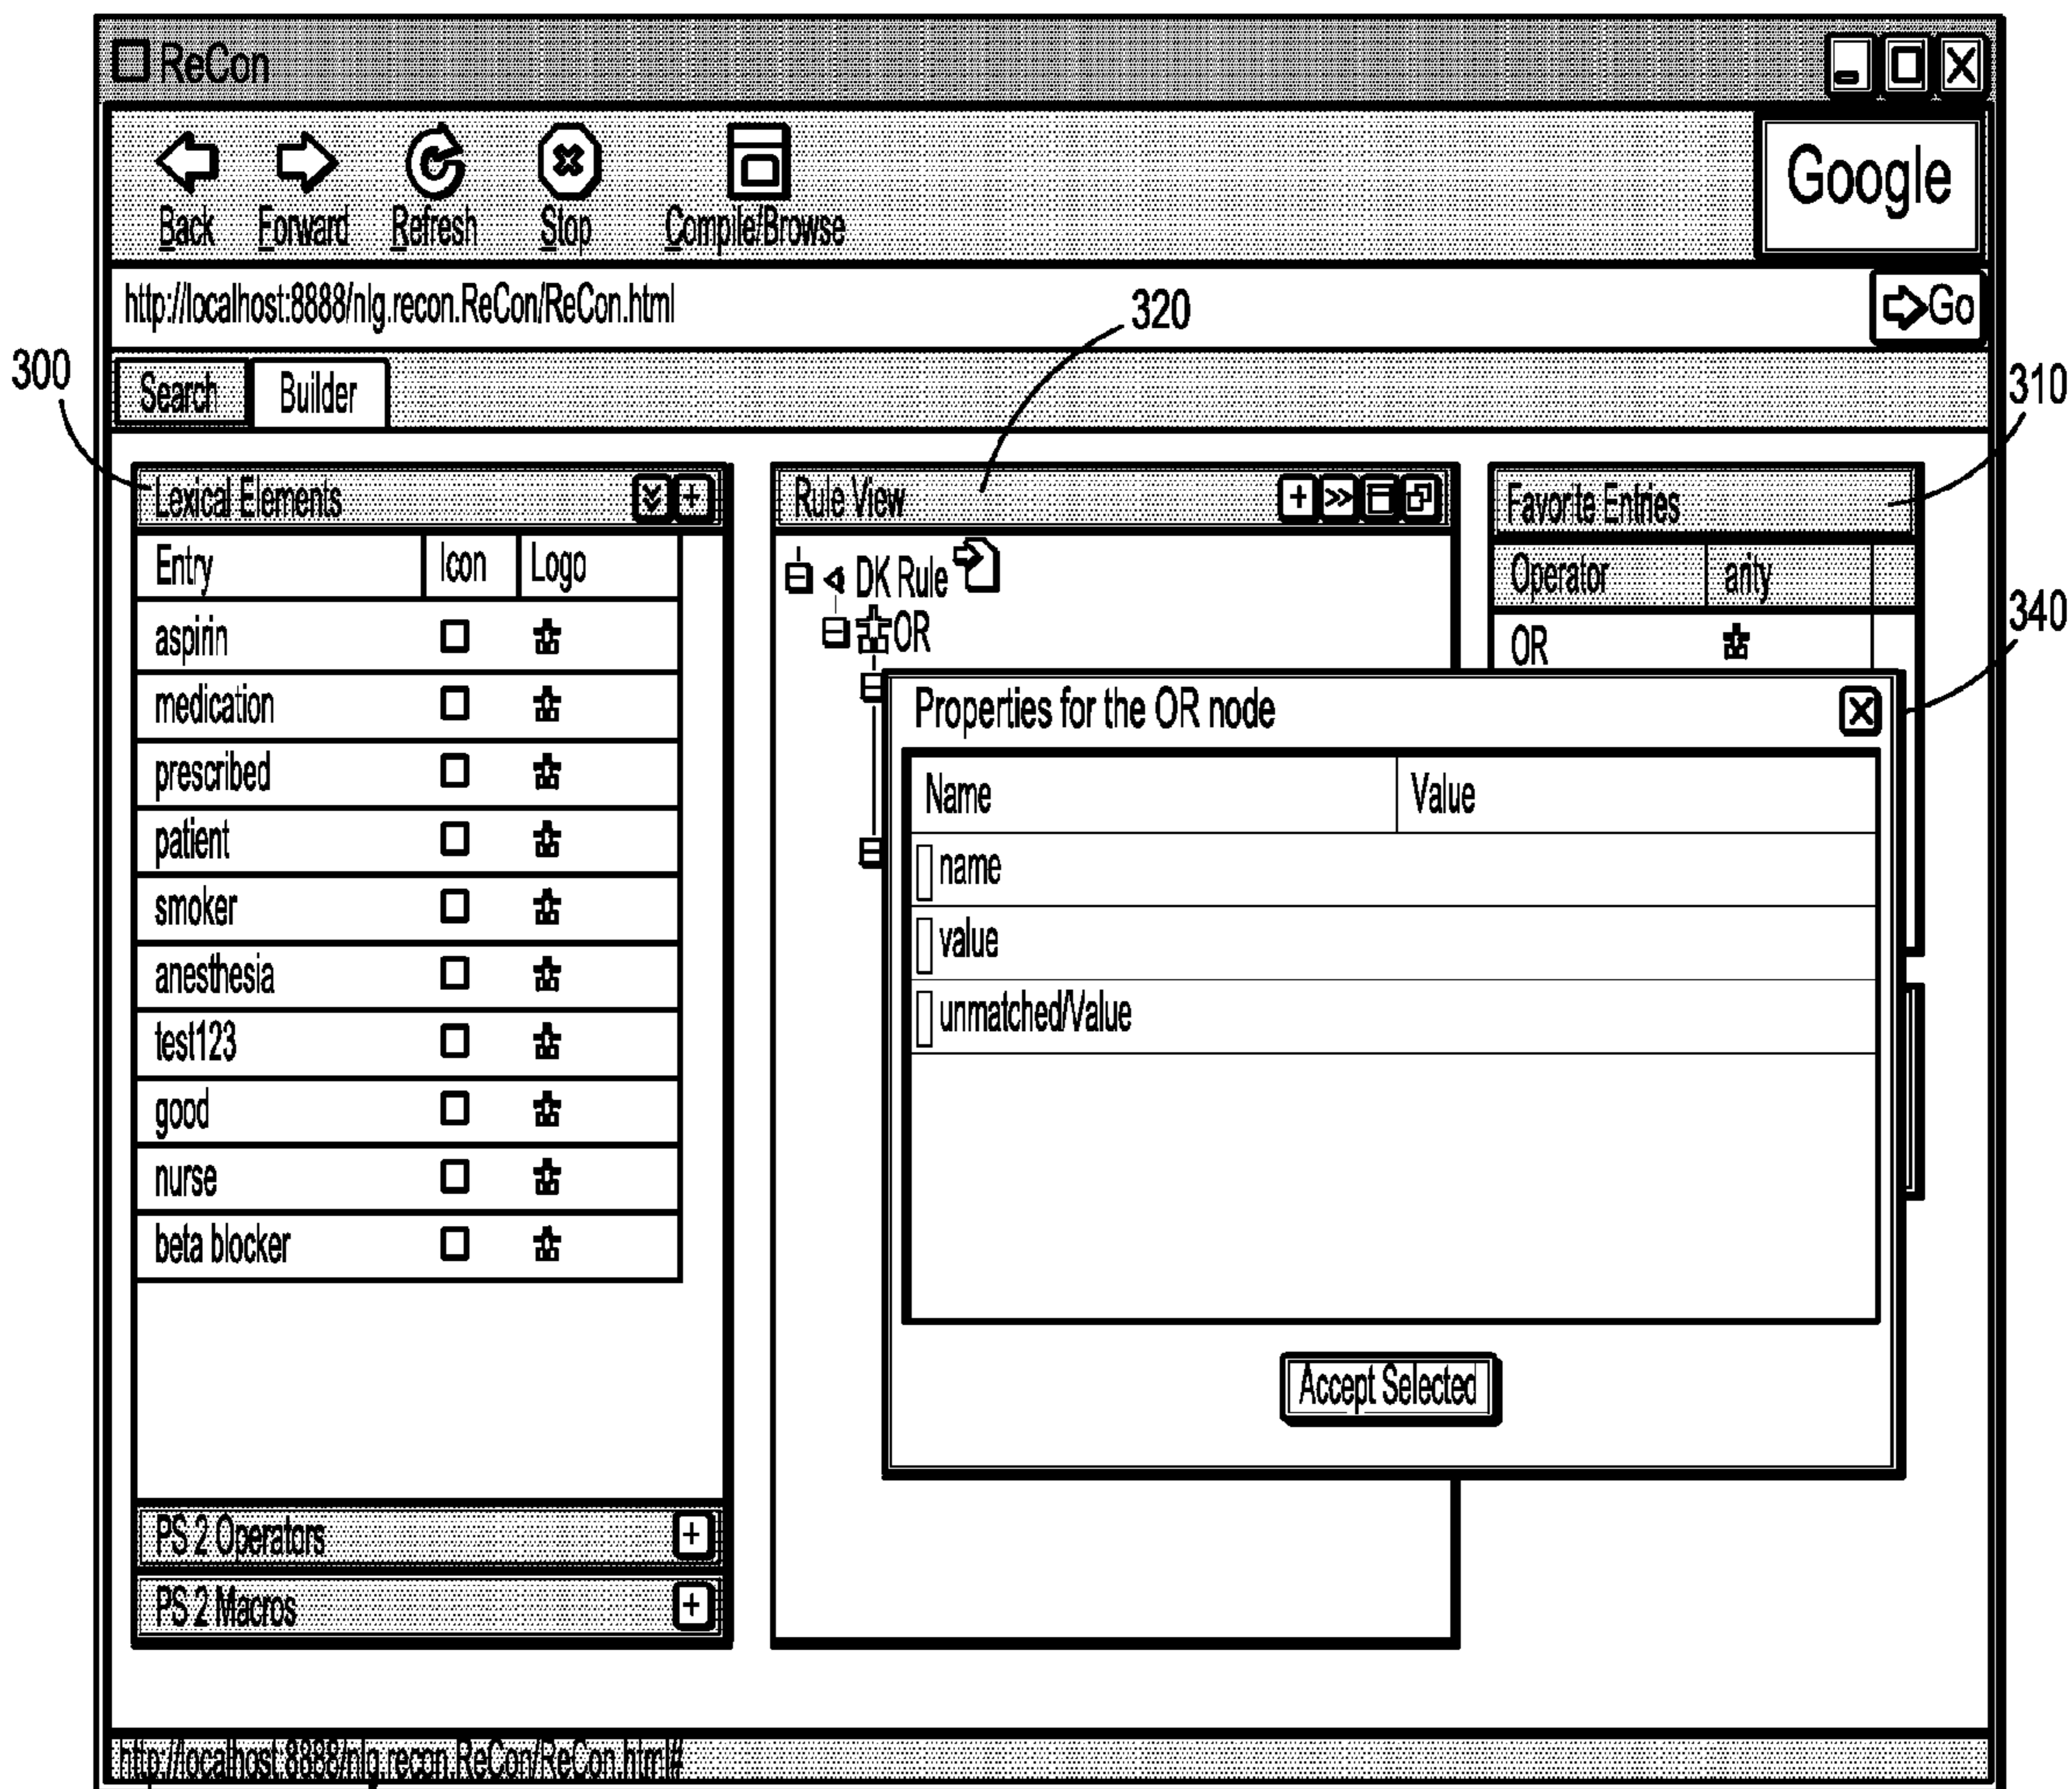 ReCon
Back Forward Refresh Stop Compile/Browse
Google
http://localhost:8888/nlg.recon.ReCon/ReCon.html
Go
320
300
310
340
Search Builder
Lexical Elements
Entry Icon Logo
aspirin
medication
prescribed
patient
smoker
anesthesia
test123
good
nurse
beta blocker
PS 2 Operators
PS 2 Macros
Rule View
DK Rule
OR
Favorite Entries
Operator arity
OR
Properties for the OR node
Name Value
name
value
unmatched/Value
Accept Selected
http://localhost:8888/nlg.recon.ReCon/ReCon.html#